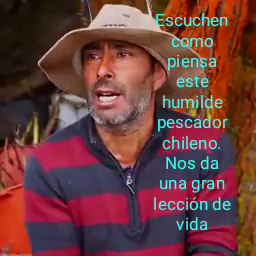 Escuchen
como
piensa
este
humilde
pescador
chileno.
Nos da
una gran
lección de
vida